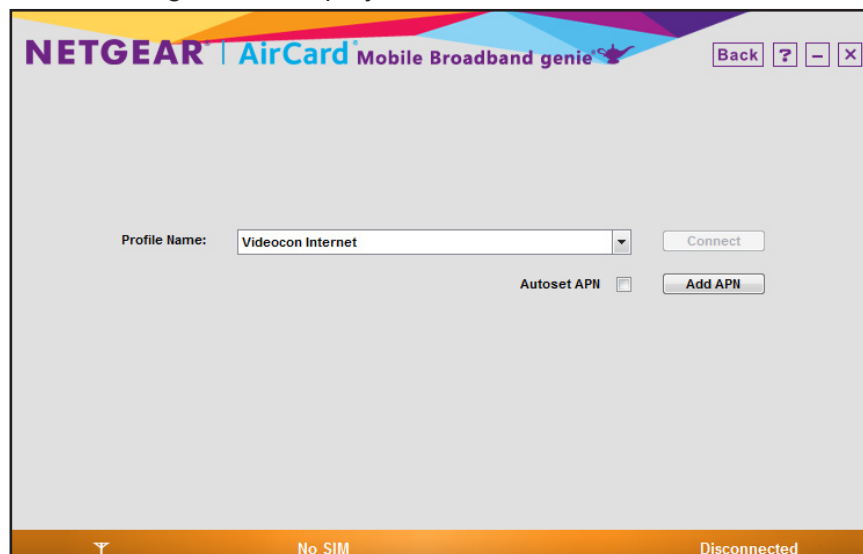 NETGEAR® | AirCard® Mobile Broadband genie® Back ? – X
Profile Name: Videocon Internet Connect
Autoset APN Add APN
No SIM Disconnected